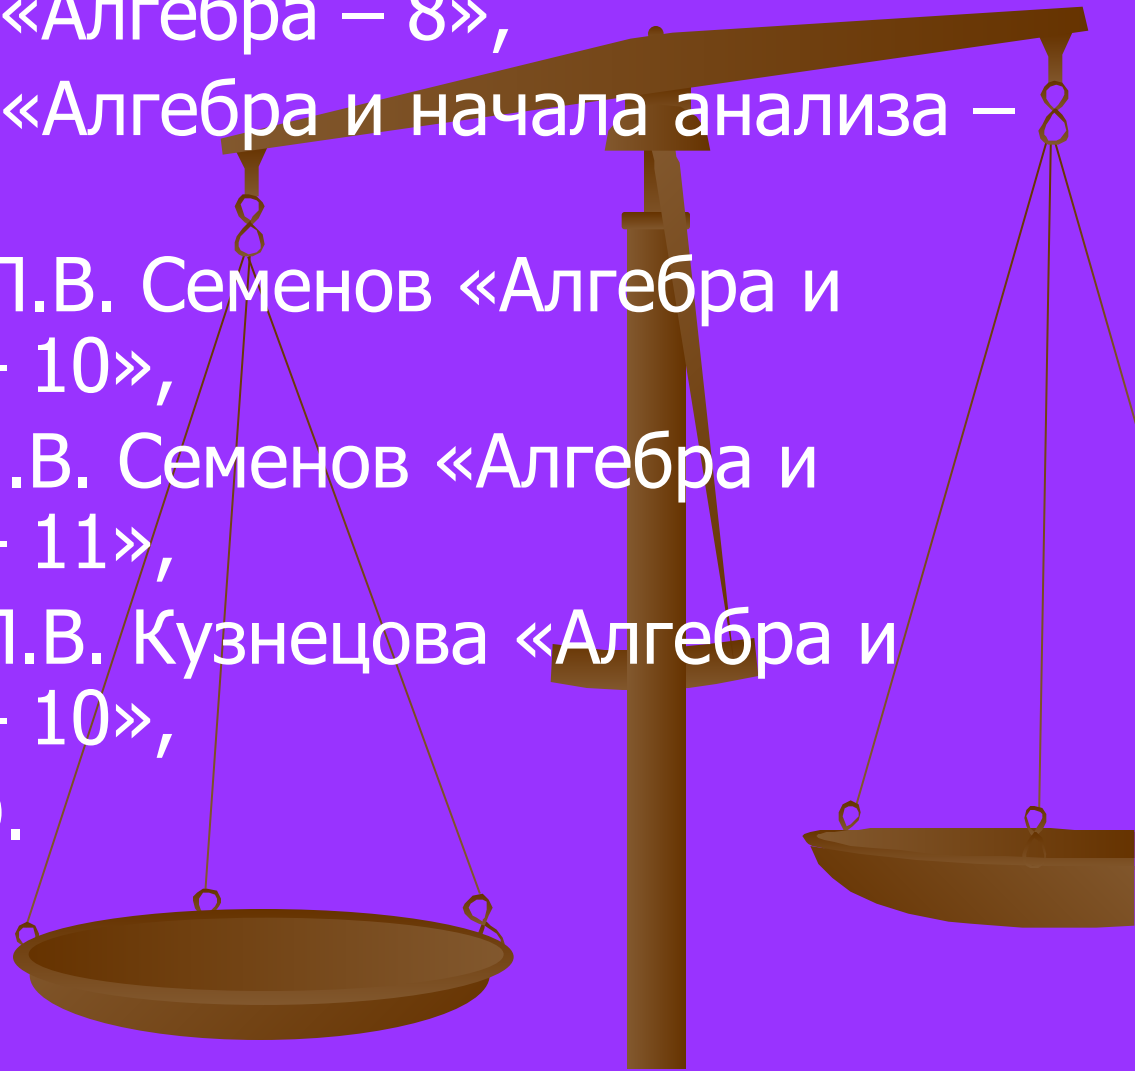 «Алгебра – 8»,
«Алгебра и начала анализа –
П.В. Семенов «Алгебра и
– 10»,
.В. Семенов «Алгебра и
– 11»,
.В. Кузнецова «Алгебра и
– 10»,